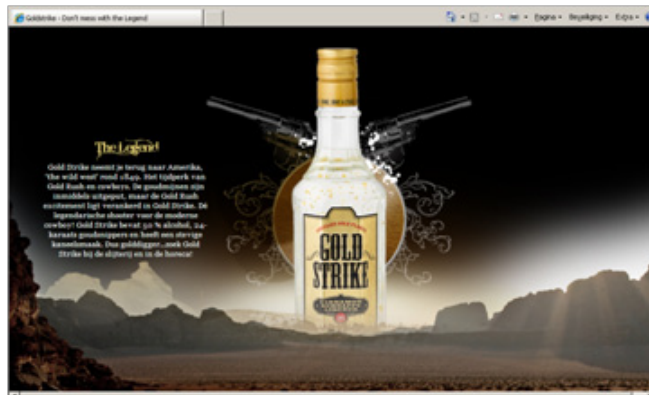 Goldstrike - Don't mess with the Legend
Pagina
Beveiliging
Extra
The Legend
Gold Strike neemt je terug naar Amerika,
'the wild west' rond 1849. Het tijdperk van
Gold Rush en cowboys. De goudmijnen zijn
inmiddels uitgeput, maar de Gold Rush
excitement ligt verankerd in Gold Strike. Dé
legendarische shooter voor de moderne
cowboy! Gold Strike bevat 50 % alcohol, 24-
karaats goudsnippers en heeft een stevige
kaneelsmaak. Dus golddigger...zoek Gold
Strike bij de slijterij en in de horeca!
GOLD
STRIKE